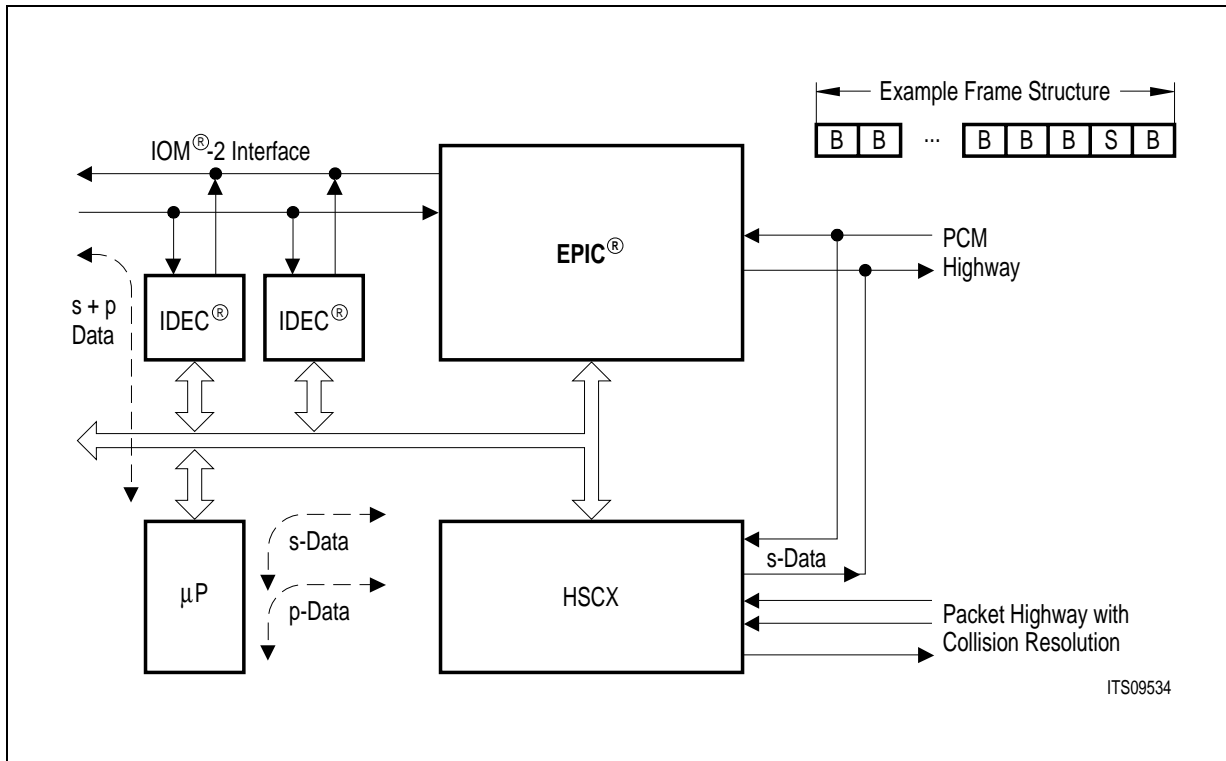 Example Frame Structure
B B ... B B B S B
IOM®-2 Interface
EPIC®
PCM
Highway
s + p
Data
IDEC® IDEC®
s-Data
p-Data
μP
HSCX
s-Data
Packet Highway with
Collision Resolution
ITS09534